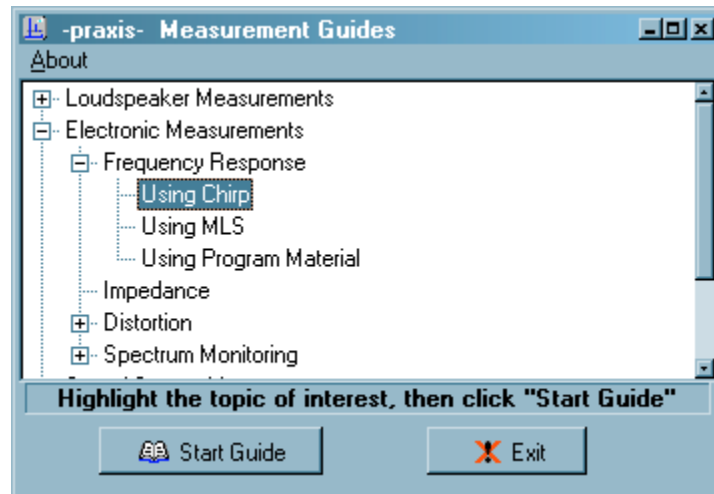 -praxis- Measurement Guides
About
Loudspeaker Measurements
Electronic Measurements
Frequency Response
Using Chirp
Using MLS
Using Program Material
Impedance
Distortion
Spectrum Monitoring
Highlight the topic of interest, then click "Start Guide"
Start Guide
Exit